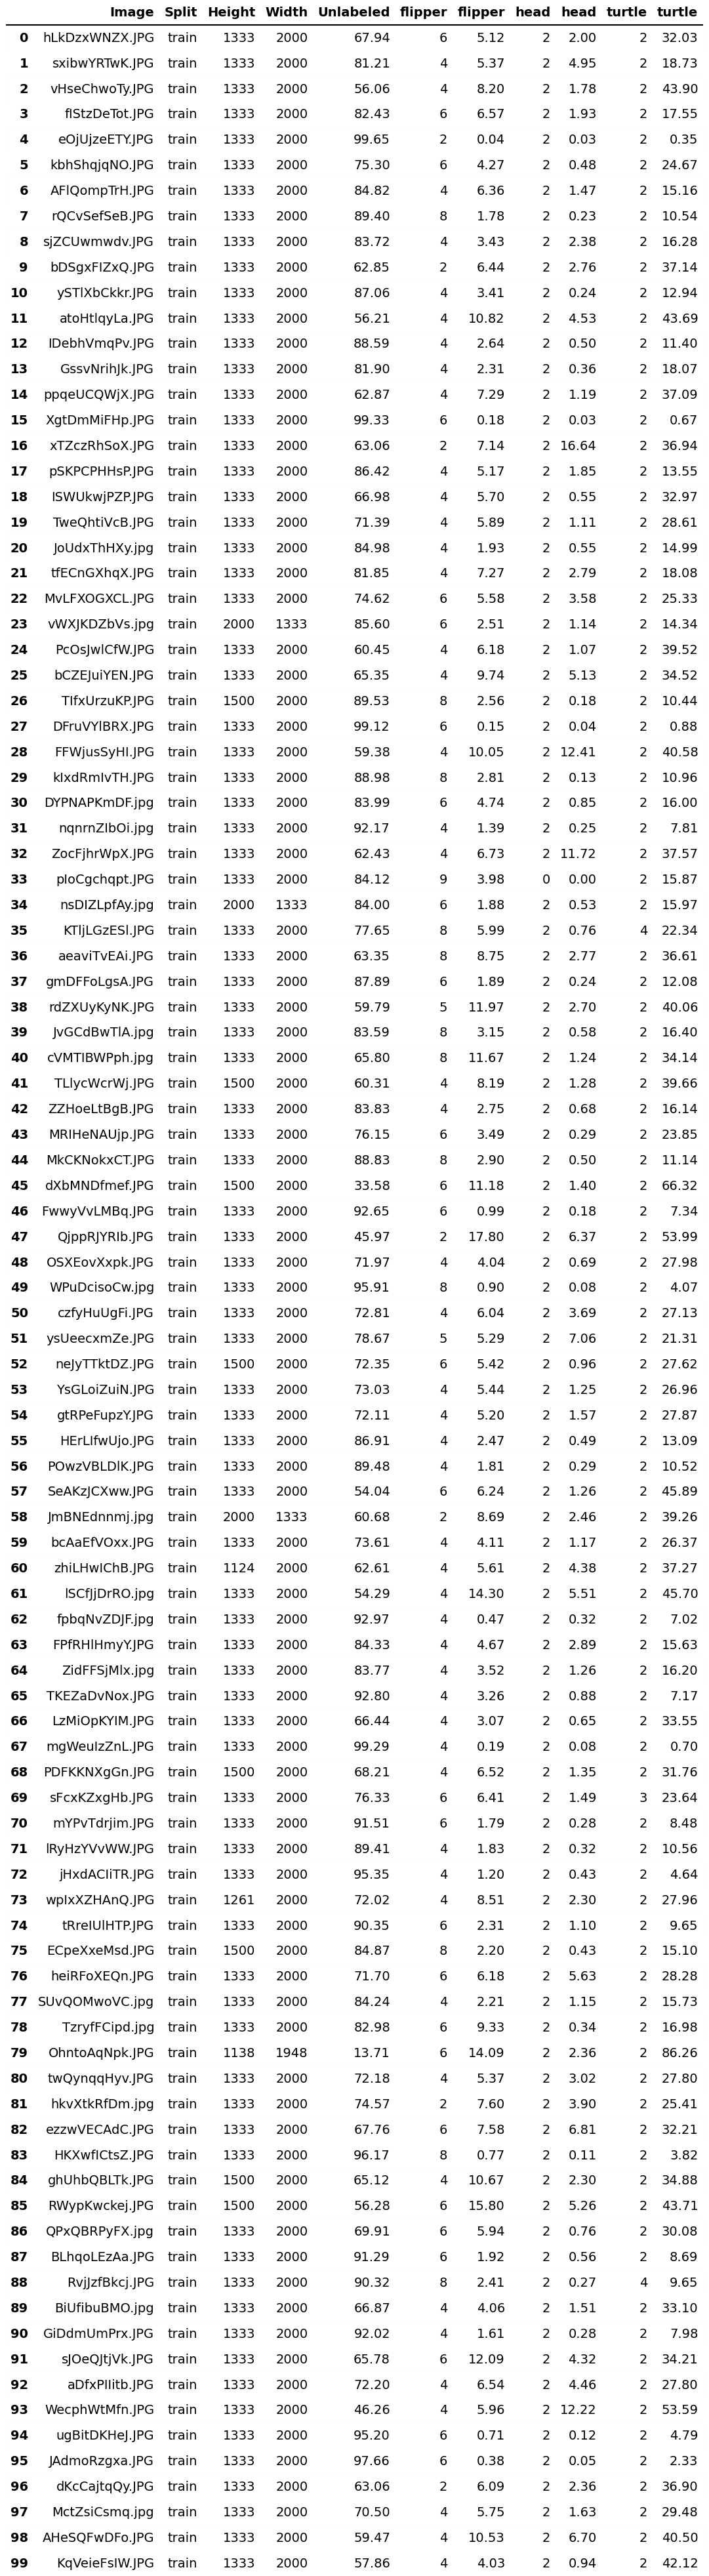 Image Split Height Width Unlabeled flipper flipper head head turtle turtle
0 hLkDzxWNZX.JPG train 1333 2000 67.94 6 5.12 2 2.00 2 32.03
1 sxibwYRTwK.JPG train 1333 2000 81.21 4 5.37 2 4.95 2 18.73
2 vHseChwoTy.JPG train 1333 2000 56.06 4 8.20 2 1.78 2 43.90
3 fIStzDeTot.JPG train 1333 2000 82.43 6 6.57 2 1.93 2 17.55
4 eOjUjzeETY.JPG train 1333 2000 99.65 2 0.04 2 0.03 2 0.35
5 kbhShqjqNO.JPG train 1333 2000 75.30 6 4.27 2 0.48 2 24.67
6 AFlQompTrH.JPG train 1333 2000 84.82 4 6.36 2 1.47 2 15.16
7 rQCvSefSeB.JPG train 1333 2000 89.40 8 1.78 2 0.23 2 10.54
8 sjZCUwmwdv.JPG train 1333 2000 83.72 4 3.43 2 2.38 2 16.28
9 bDSgxFIZxQ.JPG train 1333 2000 62.85 2 6.44 2 2.76 2 37.14
10 ySTlXbCkkr.JPG train 1333 2000 87.06 4 3.41 2 0.24 2 12.94
11 atoHtlqyLa.JPG train 1333 2000 56.21 4 10.82 2 4.53 2 43.69
12 IDebhVmqPv.JPG train 1333 2000 88.59 4 2.64 2 0.50 2 11.40
13 GssvNrihJk.JPG train 1333 2000 81.90 4 2.31 2 0.36 2 18.07
14 ppqeUCQWjX.JPG train 1333 2000 62.87 4 7.29 2 1.19 2 37.09
15 XgtDmMiFHp.JPG train 1333 2000 99.33 6 0.18 2 0.03 2 0.67
16 xTZczRhSoX.JPG train 1333 2000 63.06 2 7.14 2 16.64 2 36.94
17 pSKPCPHHsP.JPG train 1333 2000 86.42 4 5.17 2 1.85 2 13.55
18 ISWUkwjPZP.JPG train 1333 2000 66.98 4 5.70 2 0.55 2 32.97
19 TweQhtiVcB.JPG train 1333 2000 71.39 4 5.89 2 1.11 2 28.61
20 JoUdxThHXy.jpg train 1333 2000 84.98 4 1.93 2 0.55 2 14.99
21 tfECnGXhqX.JPG train 1333 2000 81.85 4 7.27 2 2.79 2 18.08
22 MvLFXOGXCL.JPG train 1333 2000 74.62 6 5.58 2 3.58 2 25.33
23 vWXJKDZbVs.jpg train 2000 1333 85.60 6 2.51 2 1.14 2 14.34
24 PcOsJwlCfW.JPG train 1333 2000 60.45 4 6.18 2 1.07 2 39.52
25 bCZEJuiYEN.JPG train 1333 2000 65.35 4 9.74 2 5.13 2 34.52
26 TIfxUrzuKP.JPG train 1500 2000 89.53 8 2.56 2 0.18 2 10.44
27 DFruVYlBRX.JPG train 1333 2000 99.12 6 0.15 2 0.04 2 0.88
28 FFWjusSyHI.JPG train 1333 2000 59.38 4 10.05 2 12.41 2 40.58
29 kIxdRmIvTH.JPG train 1333 2000 88.98 8 2.81 2 0.13 2 10.96
30 DYPNAPKmDF.jpg train 1333 2000 83.99 6 4.74 2 0.85 2 16.00
31 nqnrnZIbOi.jpg train 1333 2000 92.17 4 1.39 2 0.25 2 7.81
32 ZocFjhrWpX.JPG train 1333 2000 62.43 4 6.73 2 11.72 2 37.57
33 pIoCgchqpt.JPG train 1333 2000 84.12 9 3.98 0 0.00 2 15.87
34 nsDIZLpfAy.jpg train 2000 1333 84.00 6 1.88 2 0.53 2 15.97
35 KTljLGzESl.JPG train 1333 2000 77.65 8 5.99 2 0.76 4 22.34
36 aeaviTvEAi.JPG train 1333 2000 63.35 8 8.75 2 2.77 2 36.61
37 gmDFFoLgsA.JPG train 1333 2000 87.89 6 1.89 2 0.24 2 12.08
38 rdZXUyKyNK.JPG train 1333 2000 59.79 5 11.97 2 2.70 2 40.06
39 JvGCdBwTlA.jpg train 1333 2000 83.59 8 3.15 2 0.58 2 16.40
40 cVMTIBWPph.jpg train 1333 2000 65.80 8 11.67 2 1.24 2 34.14
41 TLlycWcrWj.JPG train 1500 2000 60.31 4 8.19 2 1.28 2 39.66
42 ZZHoeLtBgB.JPG train 1333 2000 83.83 4 2.75 2 0.68 2 16.14
43 MRIHeNAUjp.JPG train 1333 2000 76.15 6 3.49 2 0.29 2 23.85
44 MkCKNokxCT.JPG train 1333 2000 88.83 8 2.90 2 0.50 2 11.14
45 dXbMNDfmef.JPG train 1500 2000 33.58 6 11.18 2 1.40 2 66.32
46 FwwyVvLMBq.JPG train 1333 2000 92.65 6 0.99 2 0.18 2 7.34
47 QjppRJYRIb.JPG train 1333 2000 45.97 2 17.80 2 6.37 2 53.99
48 OSXEovXxpk.JPG train 1333 2000 71.97 4 4.04 2 0.69 2 27.98
49 WPuDcisoCw.jpg train 1333 2000 95.91 8 0.90 2 0.08 2 4.07
50 czfyHuUgFi.JPG train 1333 2000 72.81 4 6.04 2 3.69 2 27.13
51 ysUeecxmZe.JPG train 1333 2000 78.67 5 5.29 2 7.06 2 21.31
52 neJyTTktDZ.JPG train 1500 2000 72.35 6 5.42 2 0.96 2 27.62
53 YsGLoiZuiN.JPG train 1333 2000 73.03 4 5.44 2 1.25 2 26.96
54 gtRPeFupzY.JPG train 1333 2000 72.11 4 5.20 2 1.57 2 27.87
55 HErLIfwUjo.JPG train 1333 2000 86.91 4 2.47 2 0.49 2 13.09
56 POwzVBLDlK.JPG train 1333 2000 89.48 4 1.81 2 0.29 2 10.52
57 SeAKzJCXww.JPG train 1333 2000 54.04 6 6.24 2 1.26 2 45.89
58 JmBNEdnnmj.jpg train 2000 1333 60.68 2 8.69 2 2.46 2 39.26
59 bcAaEfVOxx.JPG train 1333 2000 73.61 4 4.11 2 1.17 2 26.37
60 zhiLHwIChB.JPG train 1124 2000 62.61 4 5.61 2 4.38 2 37.27
61 lSCfJjDrRO.jpg train 1333 2000 54.29 4 14.30 2 5.51 2 45.70
62 fpbqNvZDJF.jpg train 1333 2000 92.97 4 0.47 2 0.32 2 7.02
63 FPfRHlHmyY.JPG train 1333 2000 84.33 4 4.67 2 2.89 2 15.63
64 ZidFFSjMlx.jpg train 1333 2000 83.77 4 3.52 2 1.26 2 16.20
65 TKEZaDvNox.JPG train 1333 2000 92.80 4 3.26 2 0.88 2 7.17
66 LzMiOpKYIM.JPG train 1333 2000 66.44 4 3.07 2 0.65 2 33.55
67 mgWeuIzZnL.JPG train 1333 2000 99.29 4 0.19 2 0.08 2 0.70
68 PDFKKNXgGn.JPG train 1500 2000 68.21 4 6.52 2 1.35 2 31.76
69 sFcxKZxgHb.JPG train 1333 2000 76.33 6 6.41 2 1.49 3 23.64
70 mYPvTdrjim.JPG train 1333 2000 91.51 6 1.79 2 0.28 2 8.48
71 lRyHzYVvWW.JPG train 1333 2000 89.41 4 1.83 2 0.32 2 10.56
72 jHxdACIiTR.JPG train 1333 2000 95.35 4 1.20 2 0.43 2 4.64
73 wpIxXZHAnQ.JPG train 1261 2000 72.02 4 8.51 2 2.30 2 27.96
74 tRreIUlHTP.JPG train 1333 2000 90.35 6 2.31 2 1.10 2 9.65
75 ECpeXxeMsd.JPG train 1500 2000 84.87 8 2.20 2 0.43 2 15.10
76 heiRFoXEQn.JPG train 1333 2000 71.70 6 6.18 2 5.63 2 28.28
77 SUvQOMwoVC.jpg train 1333 2000 84.24 4 2.21 2 1.15 2 15.73
78 TzryfFCipd.jpg train 1333 2000 82.98 6 9.33 2 0.34 2 16.98
79 OhntoAqNpk.JPG train 1138 1948 13.71 6 14.09 2 2.36 2 86.26
80 twQynqqHyv.JPG train 1333 2000 72.18 4 5.37 2 3.02 2 27.80
81 hkvXtkRfDm.jpg train 1333 2000 74.57 2 7.60 2 3.90 2 25.41
82 ezzwVECAdC.JPG train 1333 2000 67.76 6 7.58 2 6.81 2 32.21
83 HKXwfICtsZ.JPG train 1333 2000 96.17 8 0.77 2 0.11 2 3.82
84 ghUhbQBLTk.JPG train 1500 2000 65.12 4 10.67 2 2.30 2 34.88
85 RWypKwckej.JPG train 1500 2000 56.28 6 15.80 2 5.26 2 43.71
86 QPxQBRPyFX.jpg train 1333 2000 69.91 6 5.94 2 0.76 2 30.08
87 BLhqoLEzAa.JPG train 1333 2000 91.29 6 1.92 2 0.56 2 8.69
88 RvjJzfBkcj.JPG train 1333 2000 90.32 8 2.41 2 0.27 4 9.65
89 BiUfibuBMO.jpg train 1333 2000 66.87 4 4.06 2 1.51 2 33.10
90 GiDdmUmPrx.JPG train 1333 2000 92.02 4 1.61 2 0.28 2 7.98
91 sJOeQJtjVk.JPG train 1333 2000 65.78 6 12.09 2 4.32 2 34.21
92 aDfxPIIitb.JPG train 1333 2000 72.20 4 6.54 2 4.46 2 27.80
93 WecphWtMfn.JPG train 1333 2000 46.26 4 5.96 2 12.22 2 53.59
94 ugBitDKHeJ.JPG train 1333 2000 95.20 6 0.71 2 0.12 2 4.79
95 JAdmoRzgxa.JPG train 1333 2000 97.66 6 0.38 2 0.05 2 2.33
96 dKcCajtqQy.JPG train 1333 2000 63.06 2 6.09 2 2.36 2 36.90
97 MctZsiCsmq.jpg train 1333 2000 70.50 4 5.75 2 1.63 2 29.48
98 AHeSQFwDFo.JPG train 1333 2000 59.47 4 10.53 2 6.70 2 40.50
99 KqVeieFsIW.JPG train 1333 2000 57.86 4 4.03 2 0.94 2 42.12